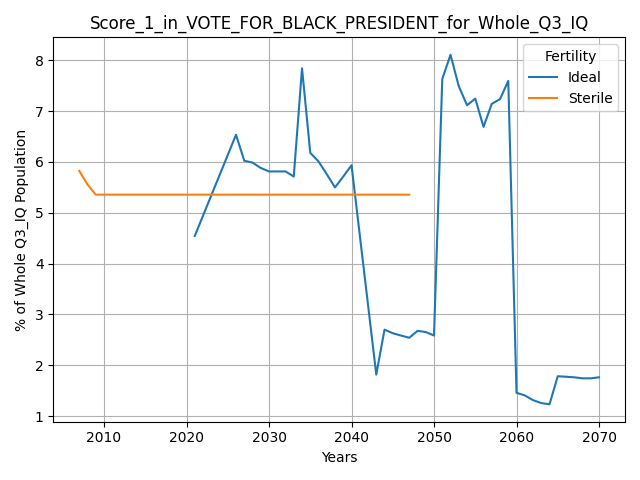 Score_1_in_VOTE_FOR_BLACK_PRESIDENT_for_Whole_Q3_IQ
Fertility
Ideal
Sterile
% of Whole Q3_IQ Population
8
7
6
5
4
3
2
1
2010 2020 2030 2040 2050 2060 2070
Years